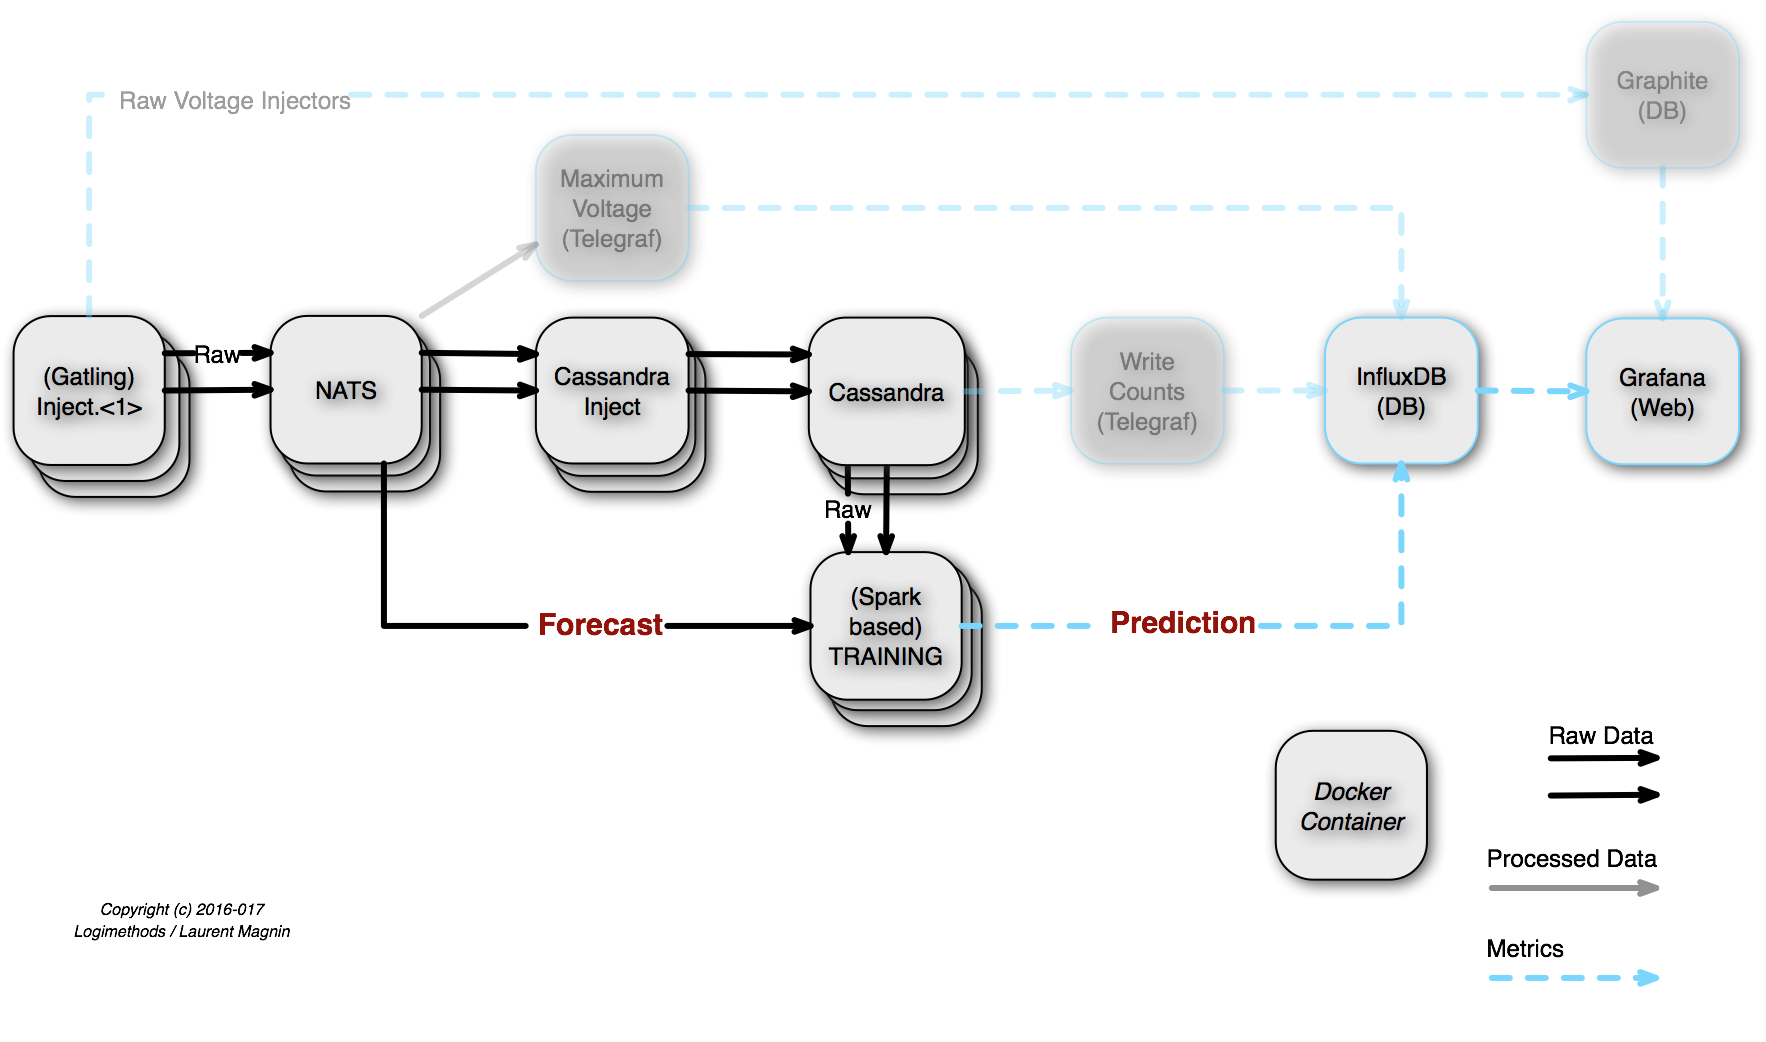 Raw Voltage Injectors
Graphite
(DB)
Maximum
Voltage
(Telegraf)
(Gatling)
Inject.<1>
Raw
NATS
Cassandra
Inject
Cassandra
Write
Counts
(Telegraf)
InfluxDB
(DB)
Grafana
(Web)
Raw
Forecast
(Spark
based)
TRAINING
Prediction
Docker
Container
Raw Data
Processed Data
Metrics
Copyright (c) 2016-017
Logimethods / Laurent Magnin